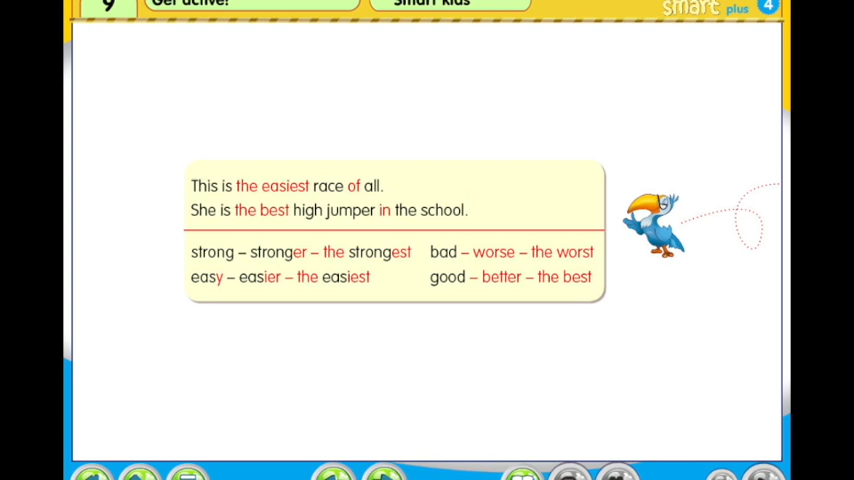 9 Get active! Smart kids smart plus 4
This is the easiest race of all.
She is the best high jumper in the school.
strong – stronger – the strongest bad – worse – the worst
easy – easier – the easiest good – better – the best